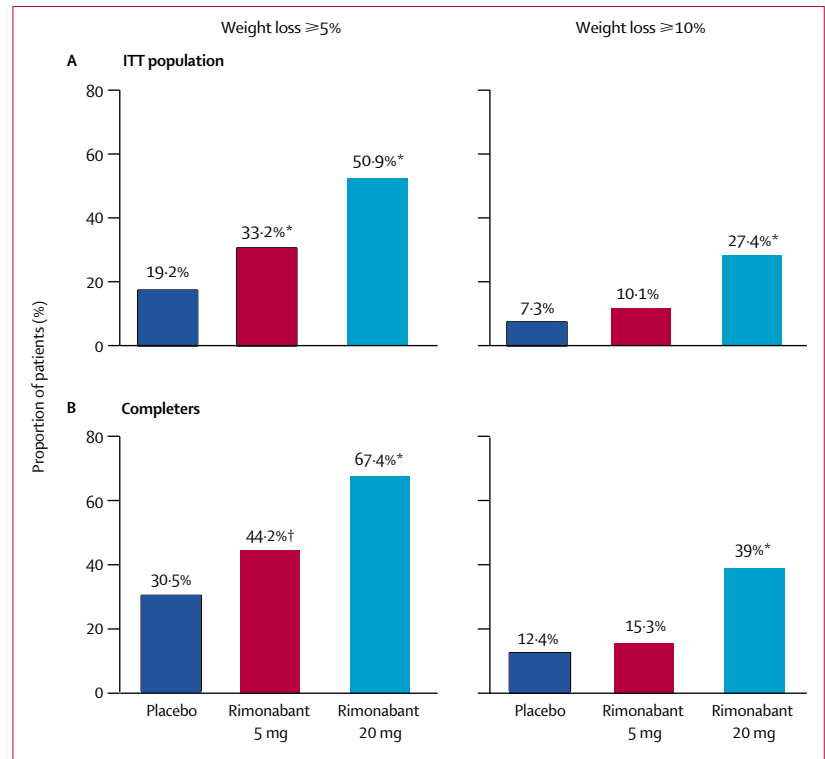 Weight loss ⩾5%
Weight loss ⩾10%
A ITT population
Proportion of patients (%)
80
60
40
20
0
19·2%
33·2%*
50·9%*
7·3%
10·1%
27·4%*
B Completers
80
60
40
20
0
30·5%
44·2%†
67·4%*
12·4%
15·3%
39%*
Placebo
Rimonabant
5 mg
Rimonabant
20 mg
Placebo
Rimonabant
5 mg
Rimonabant
20 mg